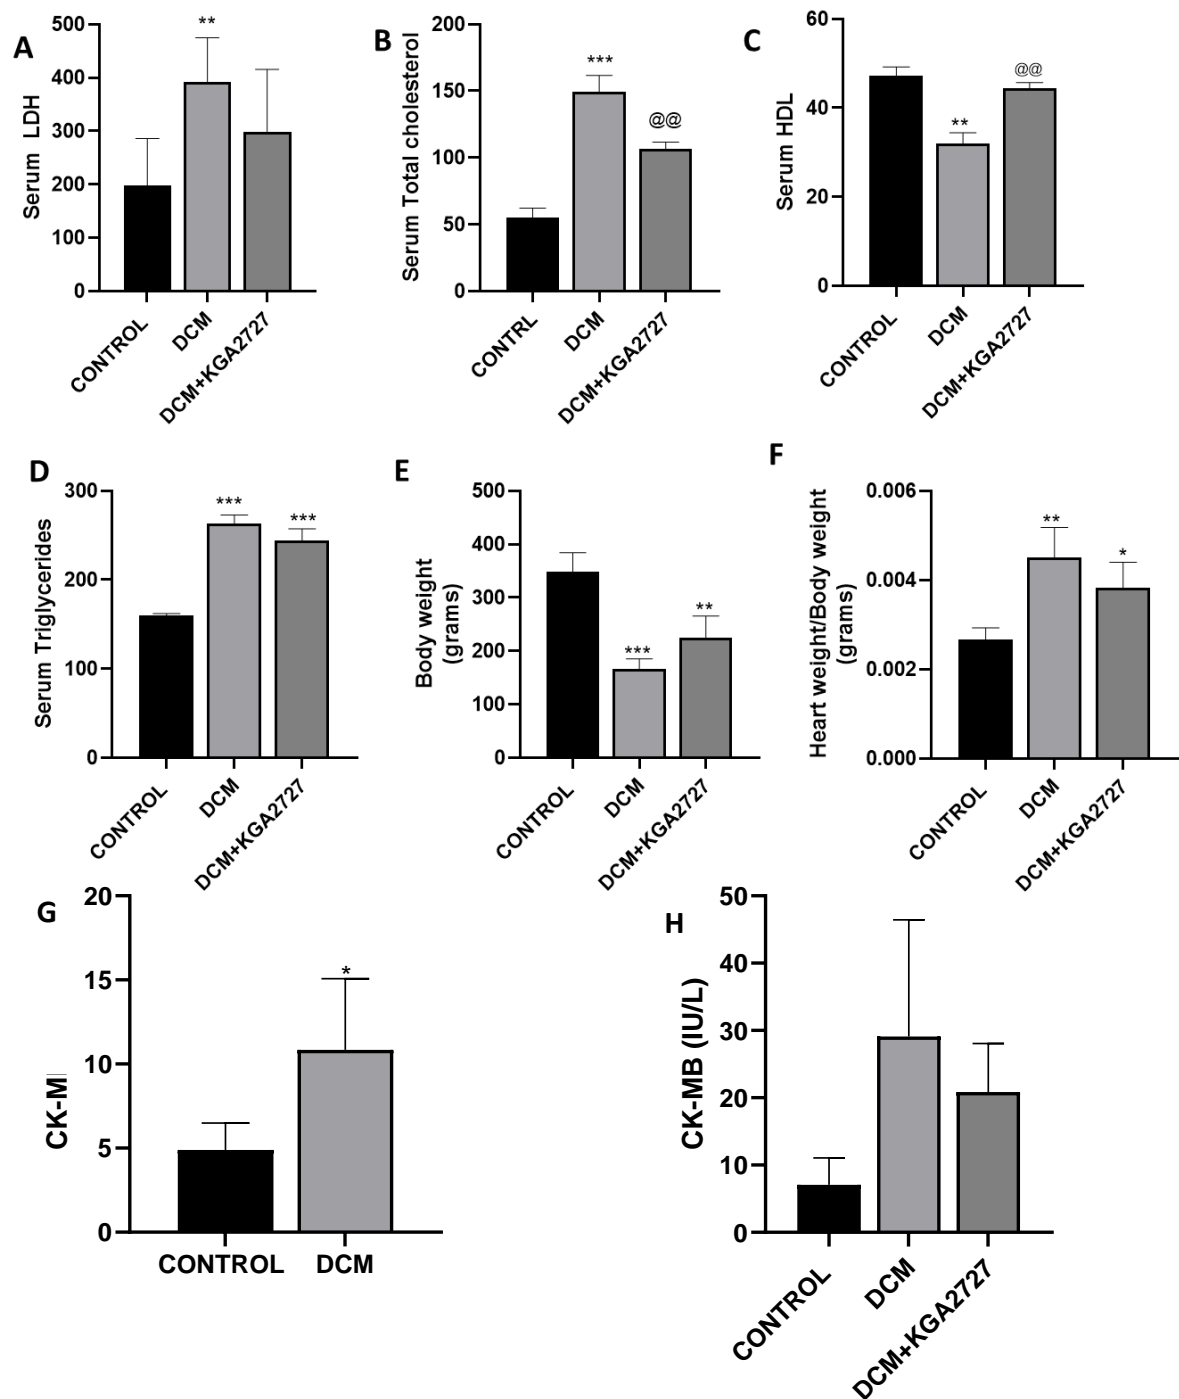 A
Serum LDH
500
400
300
200
100
0
**
CONTROL
DCM
DCM+KGA2727
B
Serum Total cholesterol
200
150
100
50
0
***
@@
CONTRL
DCM
DCM+KGA2727
C
Serum HDL
60
40
20
0
**
@@
CONTROL
DCM
DCM+KGA2727
D
Serum Triglycerides
300
200
100
0
***
***
CONTROL
DCM
DCM+KGA2727
E
Body weight
(grams)
500
400
300
200
100
0
***
**
CONTROL
DCM
DCM+KGA2727
F
Heart weight/Body weight
(grams)
0.006
0.004
0.002
0.000
**
*
CONTROL
DCM
DCM+KGA2727
G
CK-M
20
15
10
5
0
*
CONTROL
DCM
H
CK-MB (IU/L)
50
40
30
20
10
0
CONTROL
DCM
DCM+KGA2727